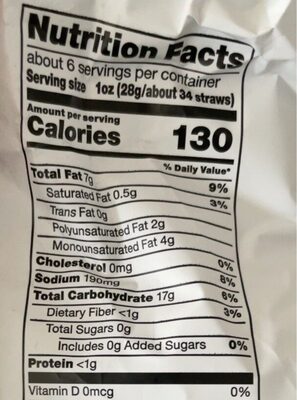 Nutrition Facts
about 6 servings per container
Serving size 1oz (28g/about 34 straws)
Amount per serving
Calories 130
% Daily Value*
Total Fat 7g 9%
Saturated Fat 0.5g 3%
Trans Fat 0g
Polyunsaturated Fat 2g
Monounsaturated Fat 4g
Cholesterol 0mg 0%
Sodium 190mg 8%
Total Carbohydrate 17g 6%
Dietary Fiber <1g 3%
Total Sugars 0g
Includes 0g Added Sugars 0%
Protein <1g
Vitamin D 0mcg 0%